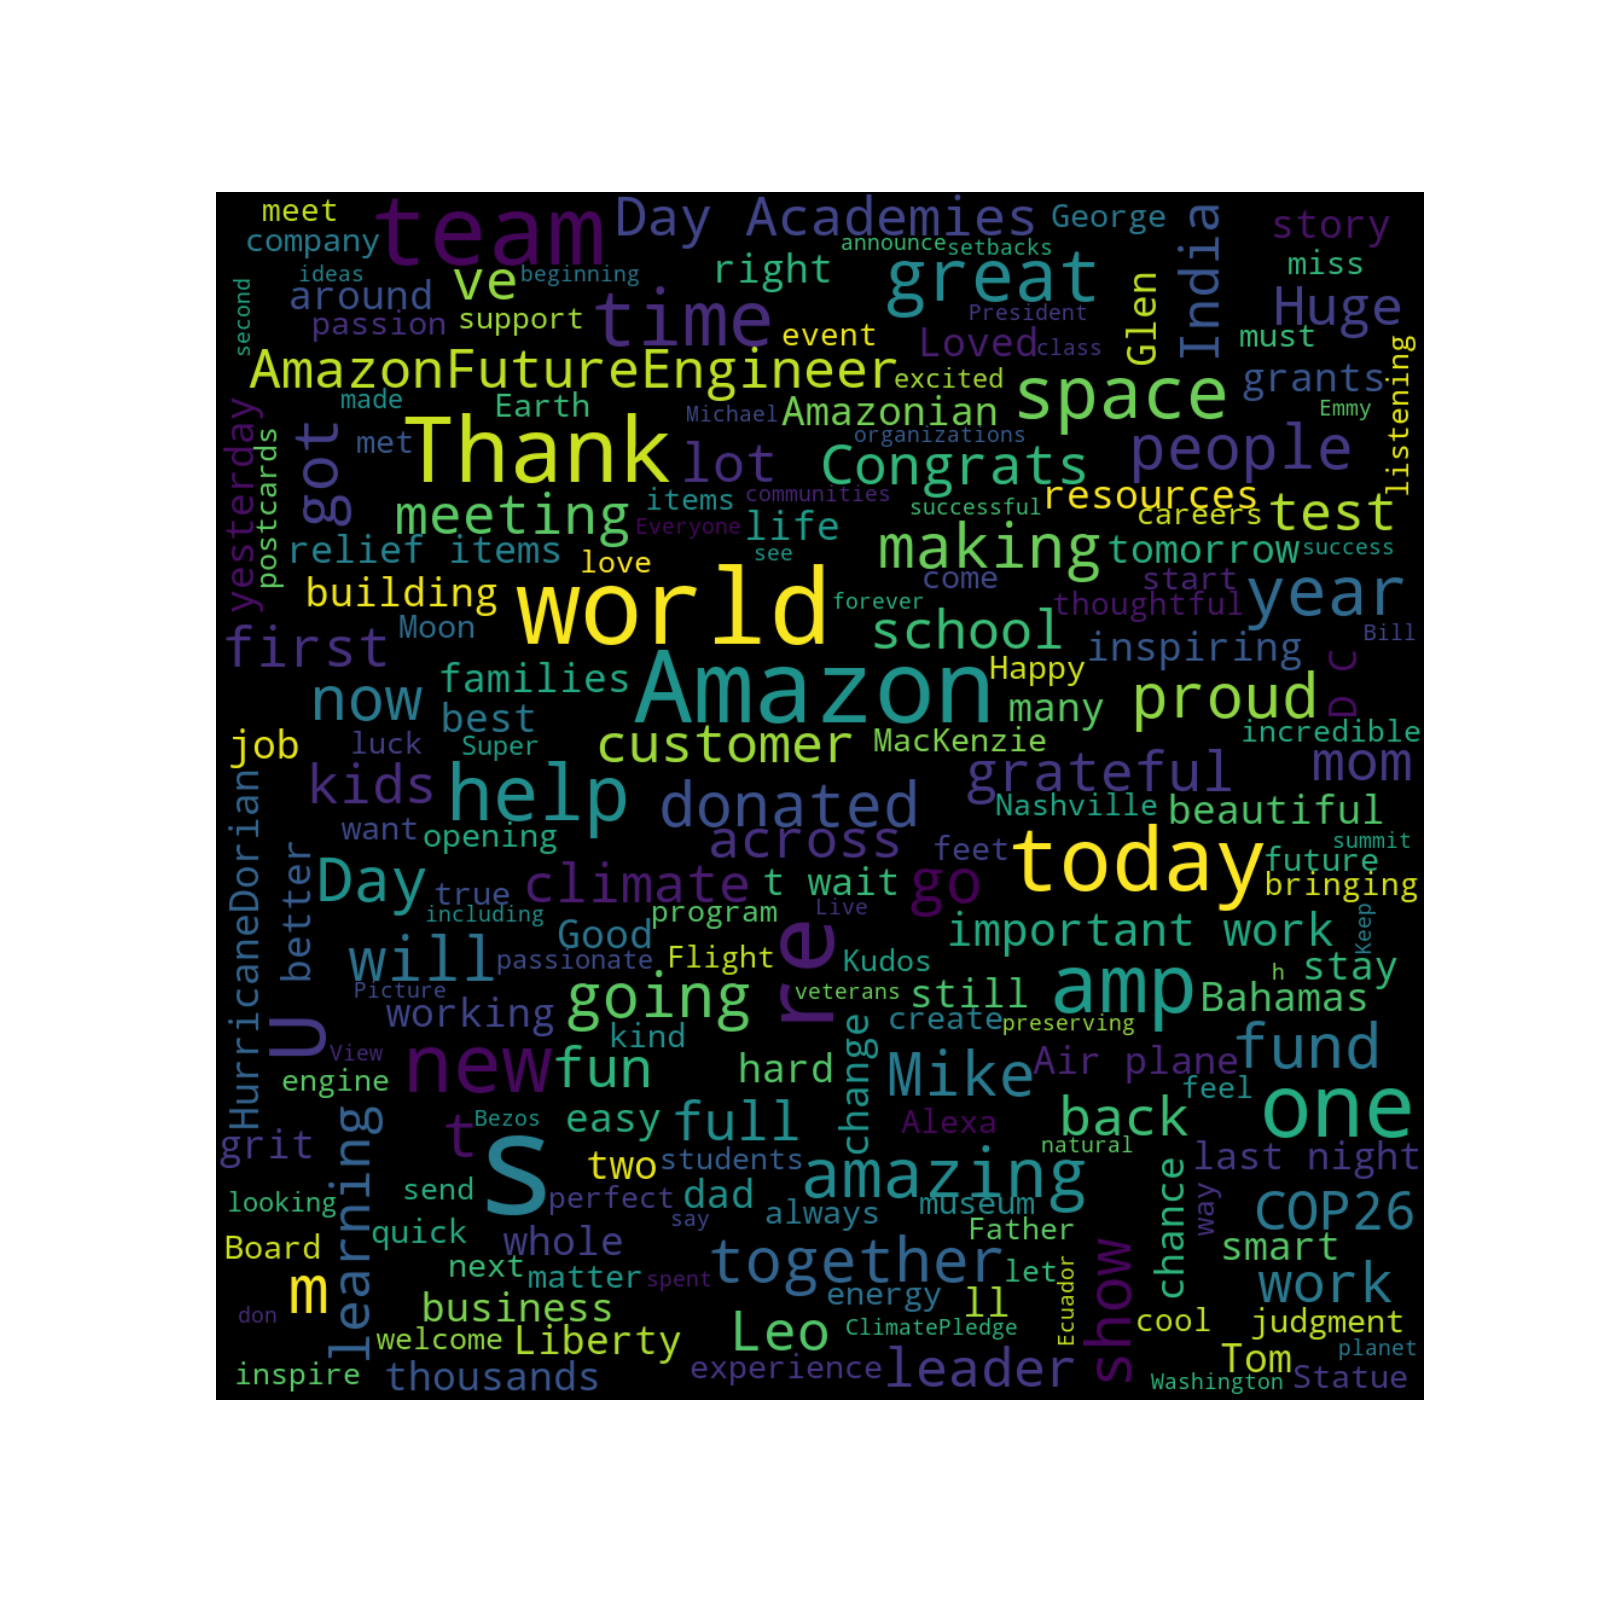 meet
team
Day Academies
George
India
story
company
announce
setbacks
ideas
ve
beginning
right
great
miss
second
around
passion
support
time
event
President
Loved
class
Glen
Huge
must
AmazonFutureEngineer
excited
space
grants
listening
made
Earth
Michael
Amazonian
Emmy
yesterday
postcards
got
met
Thank
lot
organizations
Congrats
people
meeting
items
communities
successful
resources
careers
test
Everyone
life
relief items
love
see
making
tomorrow
success
building
world
come
start
thoughtful
year
forever
first
Moon
school
inspiring
Bill
D C
families
Amazon
Happy
now
best
many
proud
job
luck
Super
customer
MacKenzie
incredible
HurricaneDorian
kids
help
donated
grateful
mom
want
opening
Nashville
beautiful
across
feet
today
summit
future
better
Day
true
climate
t wait
go
bringing
including
program
Live
Good
re
important work
Keep
will
passionate
Flight
Kudos
h
stay
Picture
working
going
veterans
still
amp
Bahamas
U
kind
create
preserving
View
new
fun
hard
change
Mike
Air plane
fund
engine
feel
Bezos
easy
full
Alexa
back
one
grit
t
natural
learning
s
two
students
amazing
last night
looking
send
perfect
dad
museum
chance
way
COP26
quick
say
always
Father
Board
whole
together
show
smart
next
matter
spent
let
Ecuador
m
energy
ll
work
don
business
Leo
ClimatePledge
cool
judgment
welcome
Liberty
planet
inspire
thousands
experience
leader
Tom
Washington
Statue